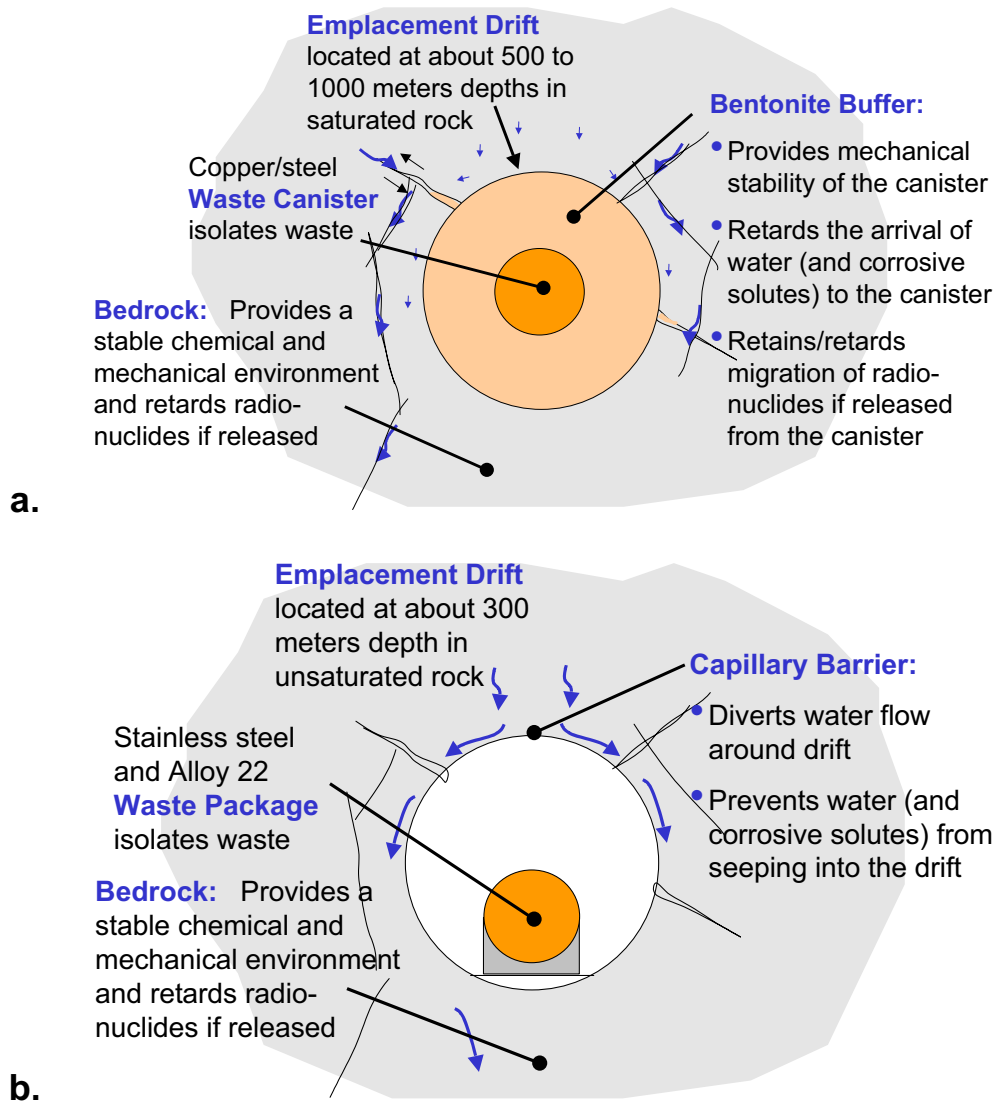 Emplacement Drift
located at about 500 to
1000 meters depths in
saturated rock
Bentonite Buffer:
• Provides mechanical
stability of the canister
• Retards the arrival of
water (and corrosive
solutes) to the canister
• Retains/retards
migration of radio-
nuclides if released
from the canister
Copper/steel
Waste Canister
isolates waste
Bedrock: Provides a
stable chemical and
mechanical environment
and retards radio-
nuclides if released
a.
Emplacement Drift
located at about 300
meters depth in
unsaturated rock
Capillary Barrier:
• Diverts water flow
around drift
• Prevents water (and
corrosive solutes) from
seeping into the drift
Stainless steel
and Alloy 22
Waste Package
isolates waste
Bedrock: Provides a
stable chemical and
mechanical environment
and retards radio-
nuclides if released
b.